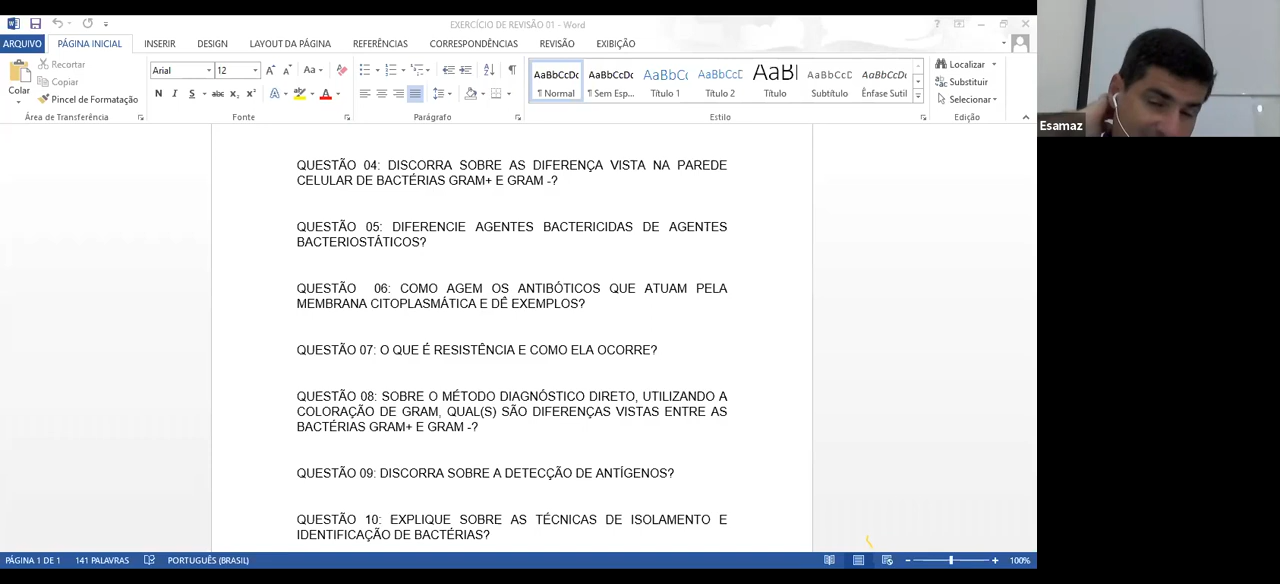 EXERCÍCIO DE REVISÃO 01 - Word
ARQUIVO PÁGINA INICIAL INSERIR DESIGN LAYOUT DA PÁGINA REFERÊNCIAS CORRESPONDÊNCIAS REVISÃO EXIBIÇÃO
Colar
Recortar
Copiar
Pincel de Formatação
Área de Transferência
Arial 12
Fonte
Parágrafo
AaBbCcDc AaBbCcDc AaBbC( AaBbCcC AaBl AaBbCcD AaBbCcDc
¶ Normal ¶ Sem Esp... Título 1 Título 2 Título Subtítulo Ênfase Sutil
Estilo
Localizar
Substituir
Selecionar
Edição
Esamaz
QUESTÃO 04: DISCORRA SOBRE AS DIFERENÇA VISTA NA PAREDE
CELULAR DE BACTÉRIAS GRAM+ E GRAM -?
QUESTÃO 05: DIFERENCIE AGENTES BACTERICIDAS DE AGENTES
BACTERIOSTÁTICOS?
QUESTÃO 06: COMO AGEM OS ANTIBÓTICOS QUE ATUAM PELA
MEMBRANA CITOPLASMÁTICA E DÊ EXEMPLOS?
QUESTÃO 07: O QUE É RESISTÊNCIA E COMO ELA OCORRE?
QUESTÃO 08: SOBRE O MÉTODO DIAGNÓSTICO DIRETO, UTILIZANDO A
COLORAÇÃO DE GRAM, QUAL(S) SÃO DIFERENÇAS VISTAS ENTRE AS
BACTÉRIAS GRAM+ E GRAM -?
QUESTÃO 09: DISCORRA SOBRE A DETECÇÃO DE ANTÍGENOS?
QUESTÃO 10: EXPLIQUE SOBRE AS TÉCNICAS DE ISOLAMENTO E
IDENTIFICAÇÃO DE BACTÉRIAS?
PÁGINA 1 DE 1 141 PALAVRAS PORTUGUÊS (BRASIL) 100%